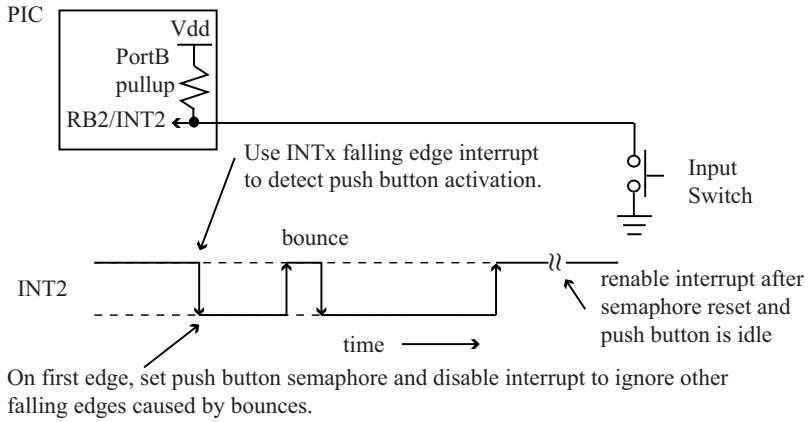 PIC
Vdd
PortB
pullup
RB2/INT2
Use INTx falling edge interrupt
to detect push button activation.
Input
Switch
bounce
INT2
renable interrupt after
semaphore reset and
push button is idle
time
On first edge, set push button semaphore and disable interrupt to ignore other
falling edges caused by bounces.